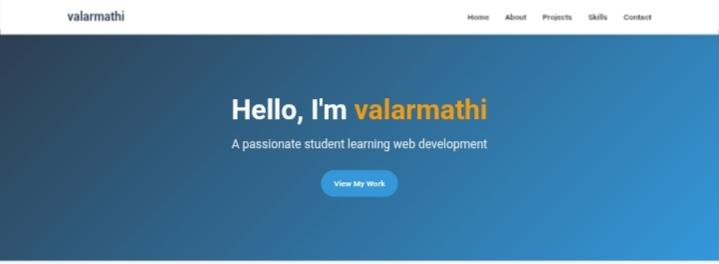 valarmathi
Home About Projects Skills Contact
Hello, I'm valarmathi
A passionate student learning web development
View My Work